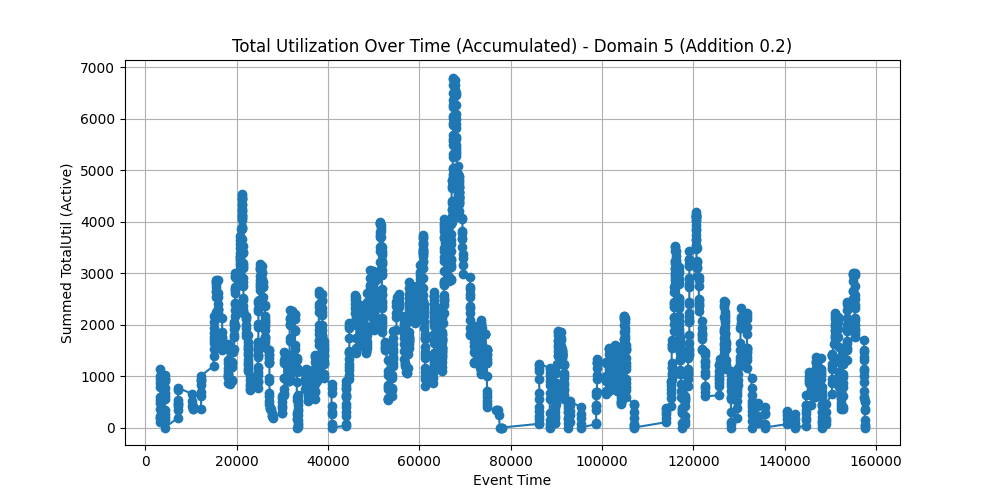 Total Utilization Over Time (Accumulated) - Domain 5 (Addition 0.2)
Summed TotalUtil (Active)
7000
6000
5000
4000
3000
2000
1000
0
0 20000 40000 60000 80000 100000 120000 140000 160000
Event Time